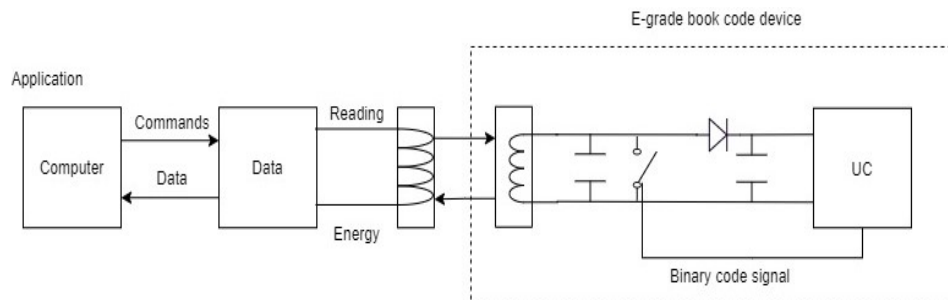 E-grade book code device
Application
Computer
Commands
Data
Data
Reading
Energy
UC
Binary code signal